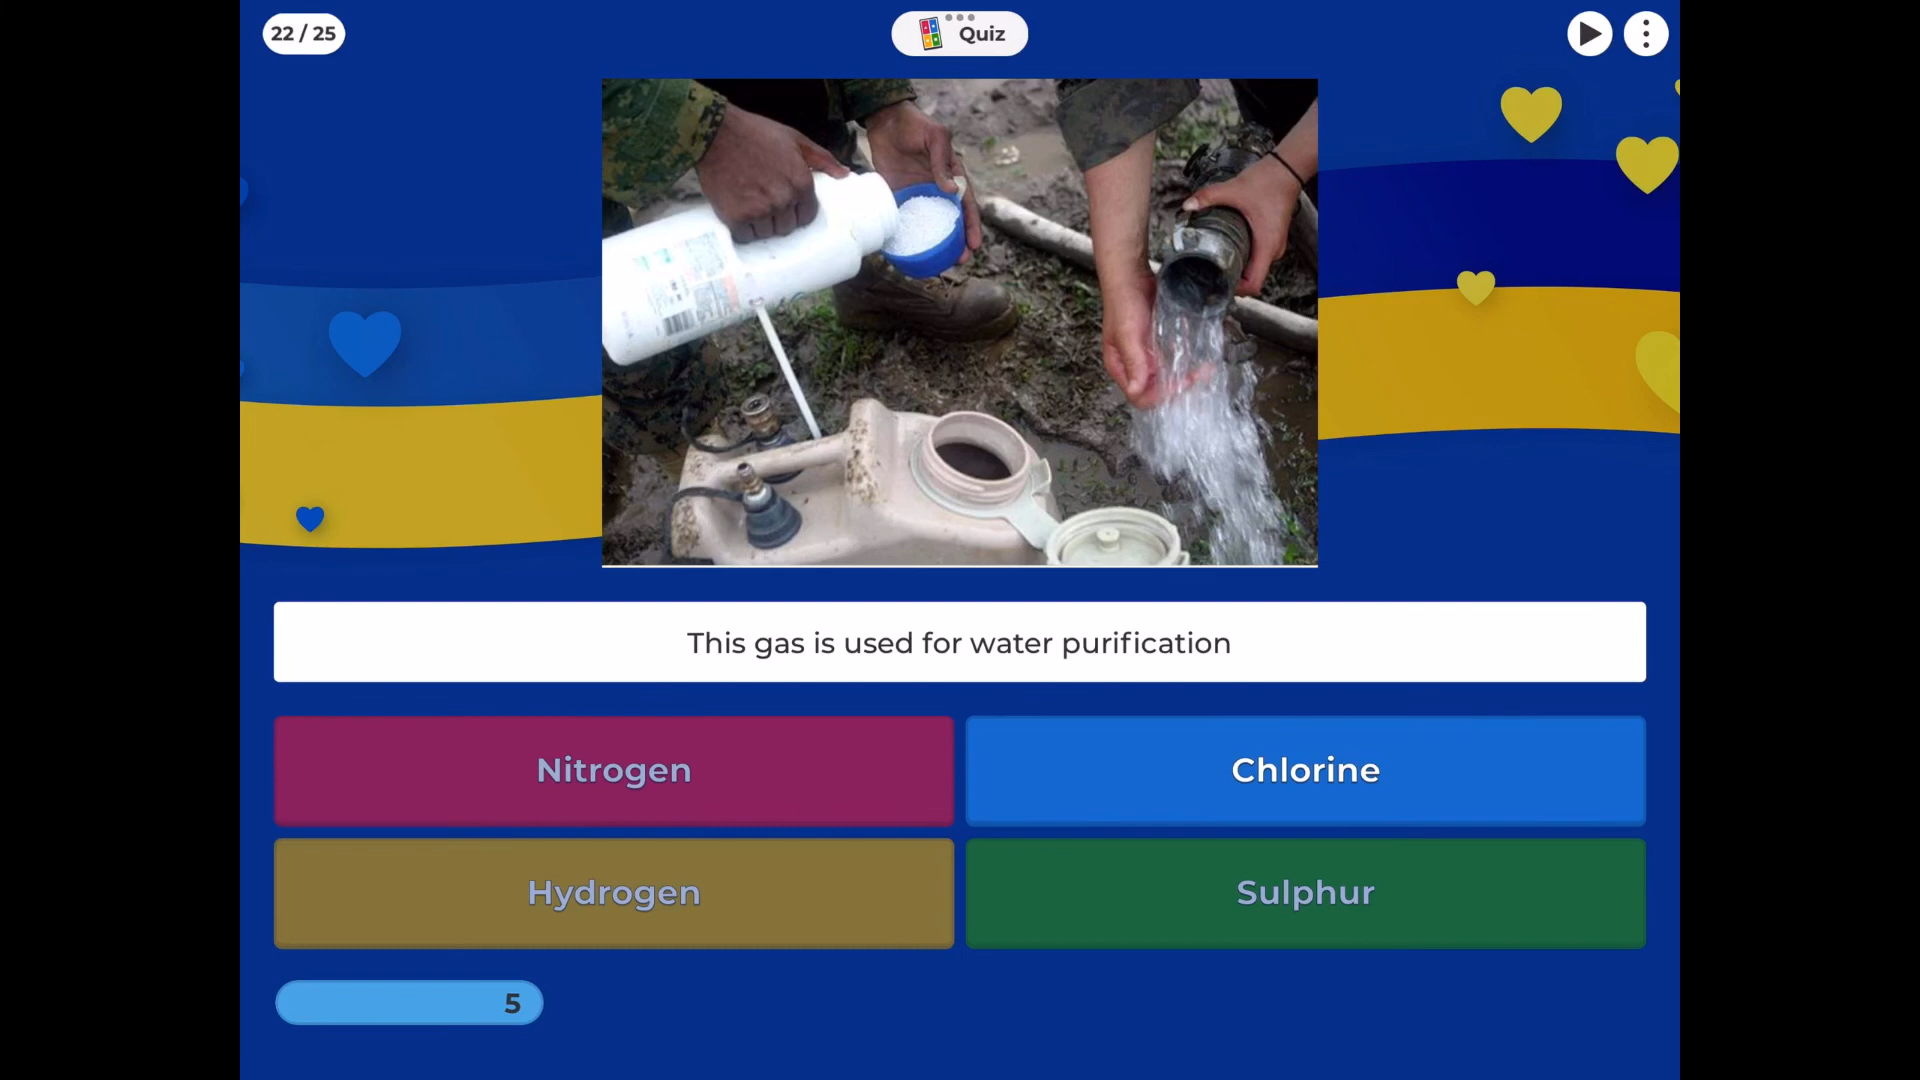 22 / 25
Quiz
This gas is used for water purification
Nitrogen
Chlorine
Hydrogen
Sulphur
5